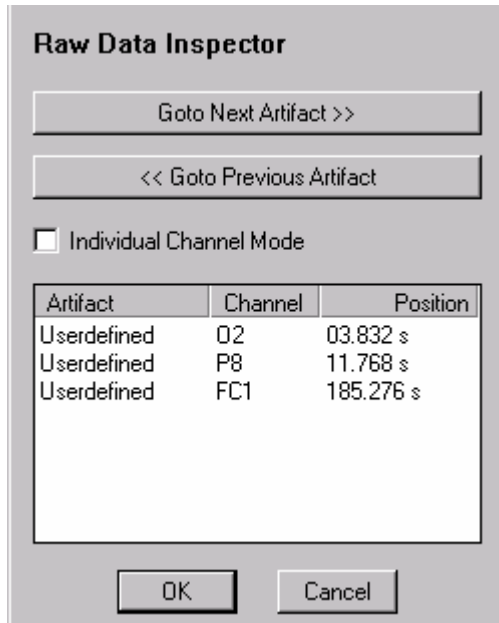 Raw Data Inspector
Goto Next Artifact >>
<< Goto Previous Artifact
Individual Channel Mode
Artifact Channel Position
Userdefined O2 03.832 s
Userdefined P8 11.768 s
Userdefined FC1 185.276 s
OK Cancel